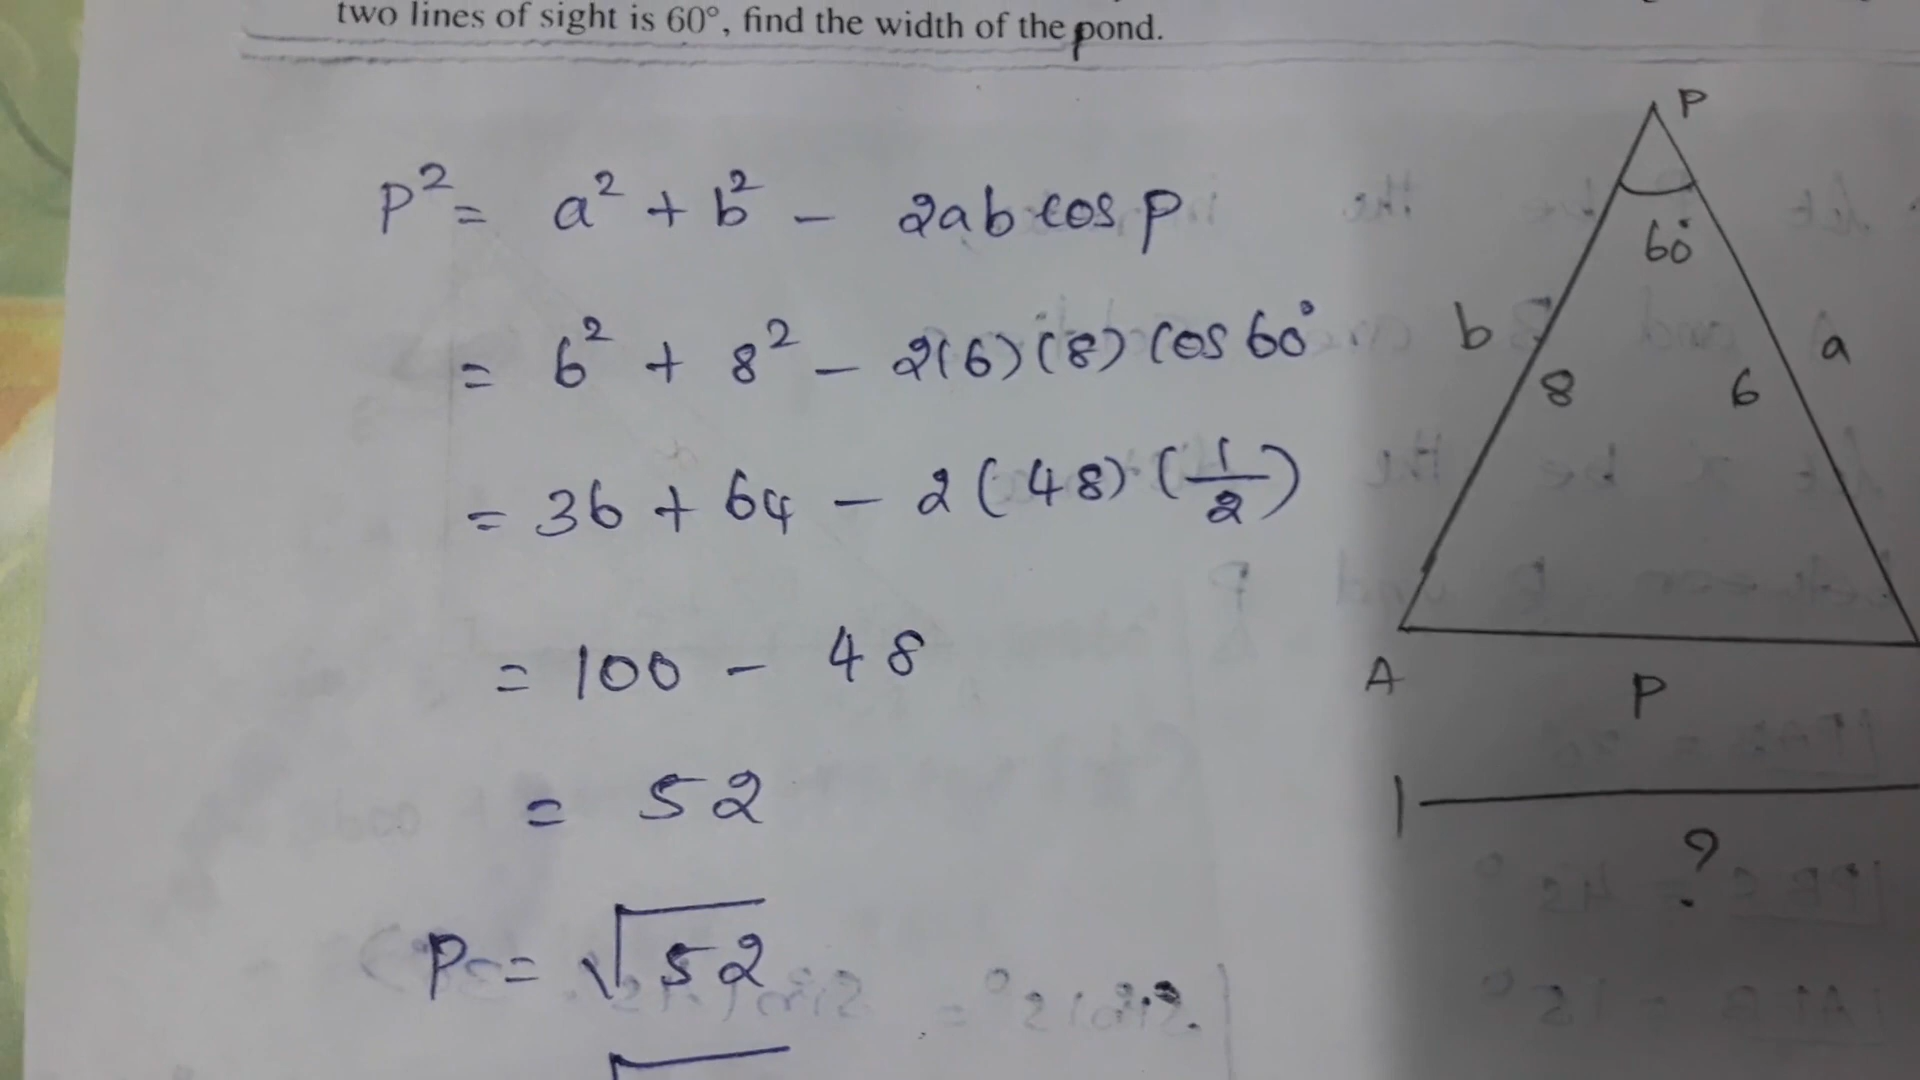 two lines of sight is 60°, find the width of the pond.
P² = a² + b² - 2ab cos p
= 6² + 8² - 2(6)(8) cos 60°
= 36 + 64 - 2(48)(1/2)
= 100 - 48
= 52
P = √52
P
60°
b
a
8
6
A
P
?